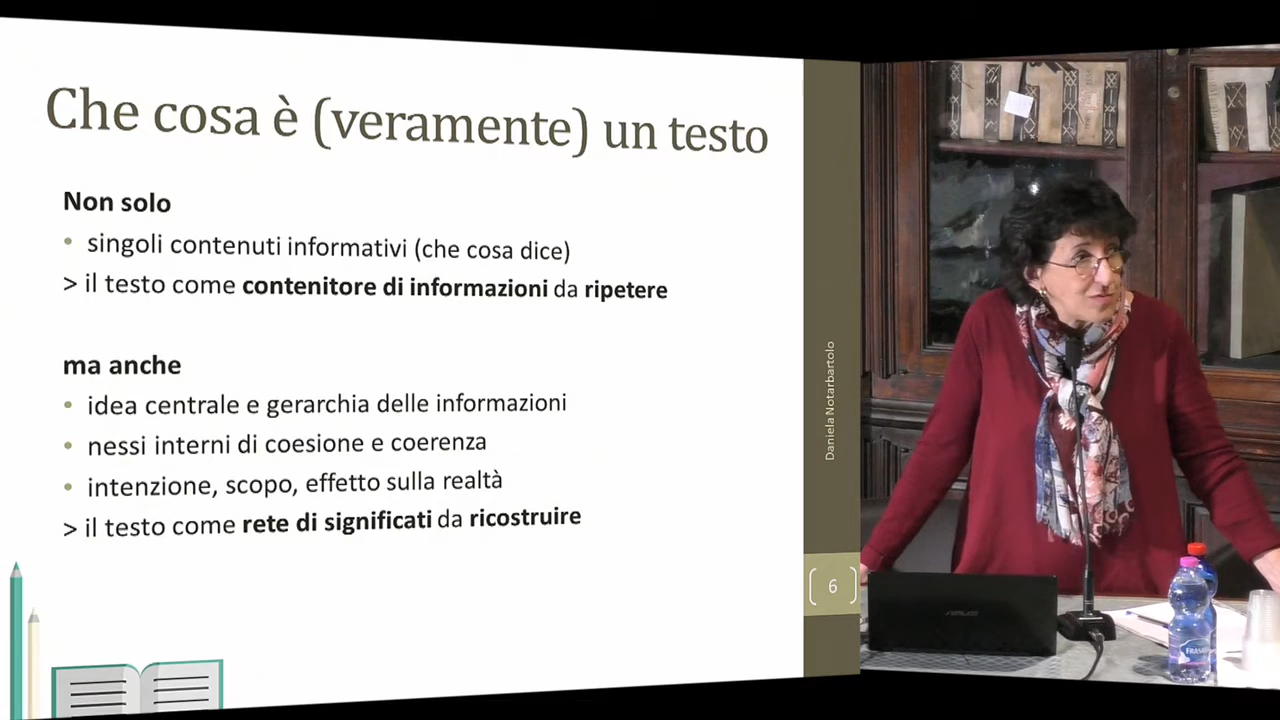 Che cosa è (veramente) un testo
Non solo
• singoli contenuti informativi (che cosa dice)
> il testo come contenitore di informazioni da ripetere
ma anche
• idea centrale e gerarchia delle informazioni
• nessi interni di coesione e coerenza
• intenzione, scopo, effetto sulla realtà
> il testo come rete di significati da ricostruire
Daniela Notarbartolo
6
ASUS